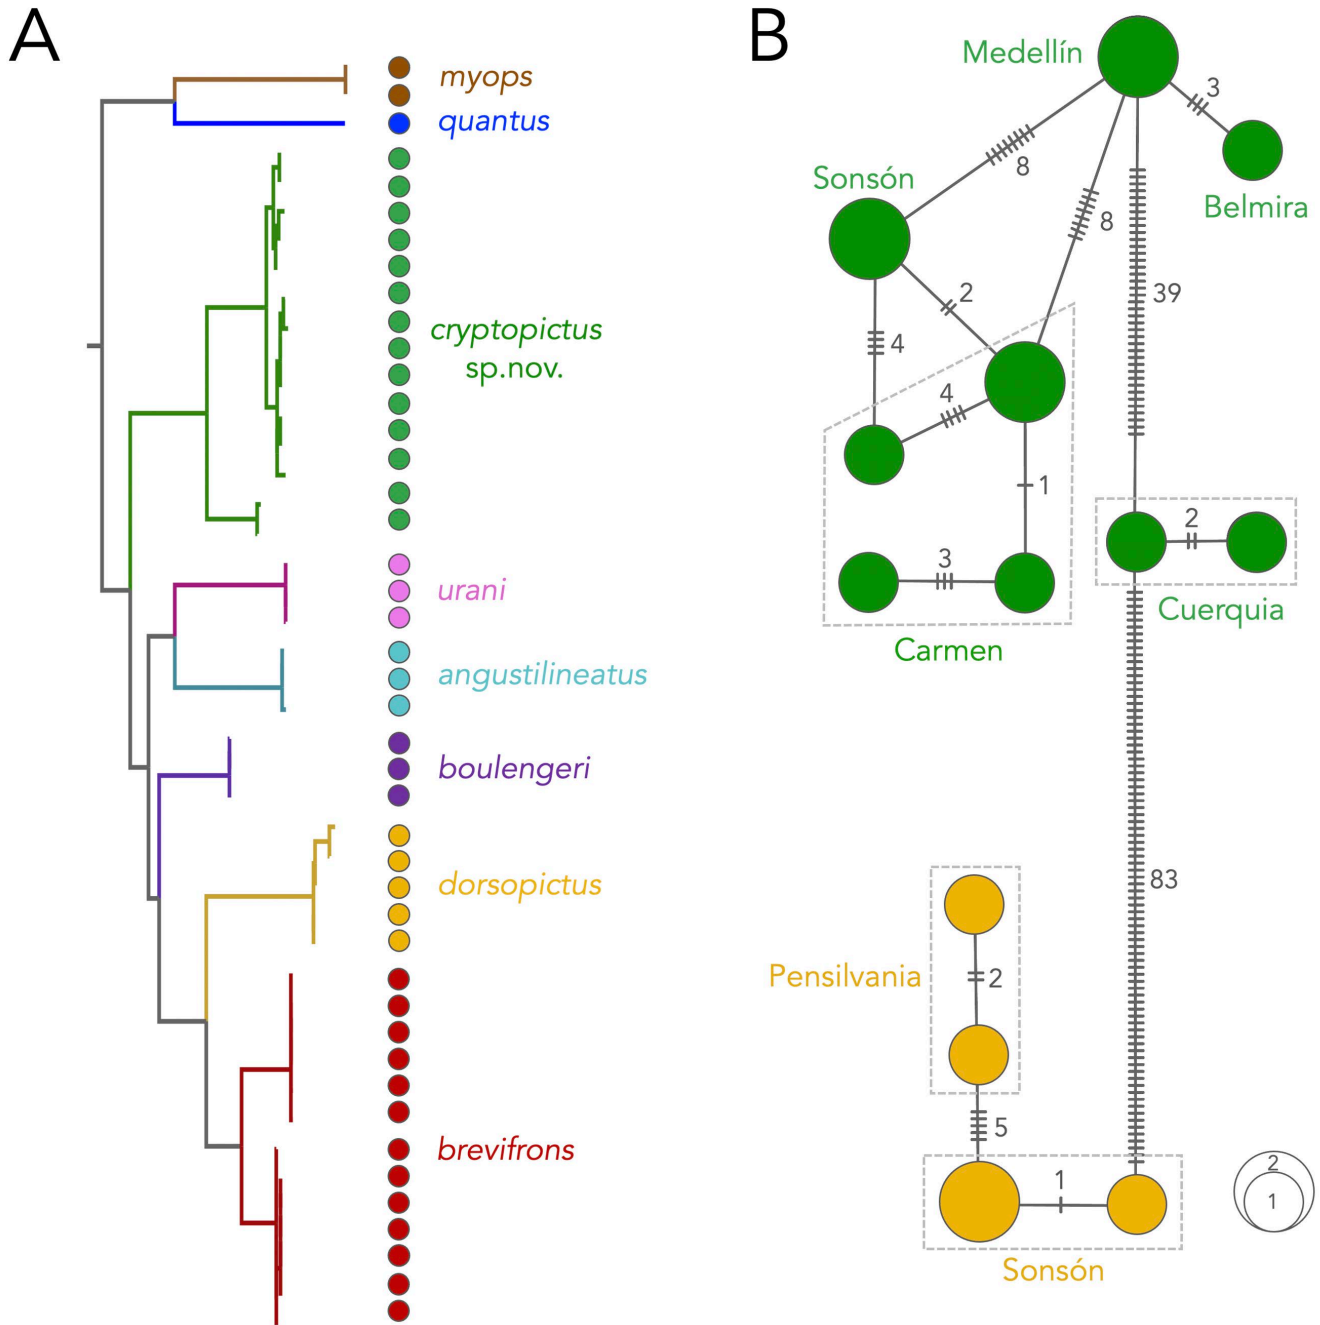 A
myops
quantus
cryptopictus
sp.nov.
urani
angustilineatus
boulengeri
dorsopictus
brevifrons
B
Medellín
3
8
Sonsón
Belmira
8
2
39
4
4
1
2
3
Cuerquia
Carmen
83
Pensilvania
2
5
1
2
1
Sonsón